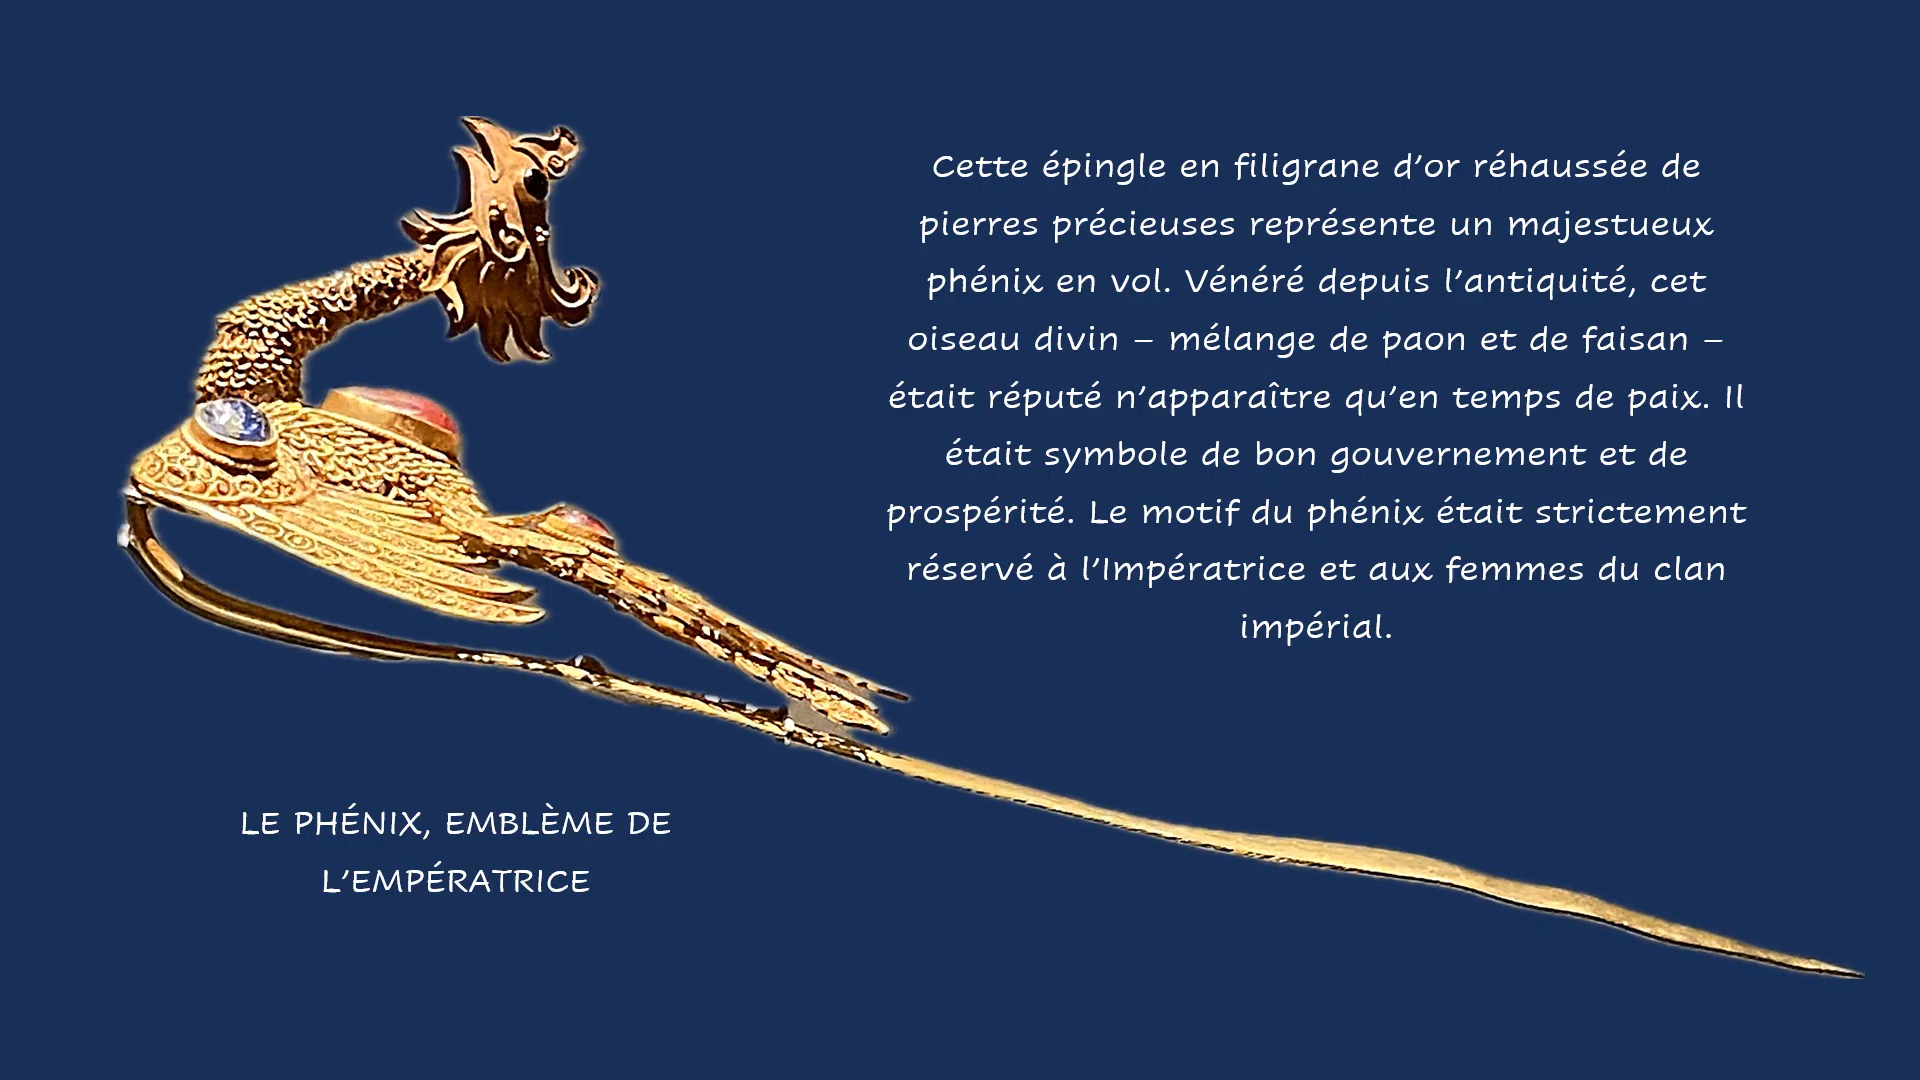 Cette épingle en filigrane d’or réhaussée de
pierres précieuses représente un majestueux
phénix en vol. Vénéré depuis l’antiquité, cet
oiseau divin – mélange de paon et de faisan –
était réputé n’apparaître qu’en temps de paix. Il
était symbole de bon gouvernement et de
prospérité. Le motif du phénix était strictement
réservé à l’Impératrice et aux femmes du clan
impérial.
LE PHÉNIX, EMBLÈME DE
L’EMPÉRATRICE